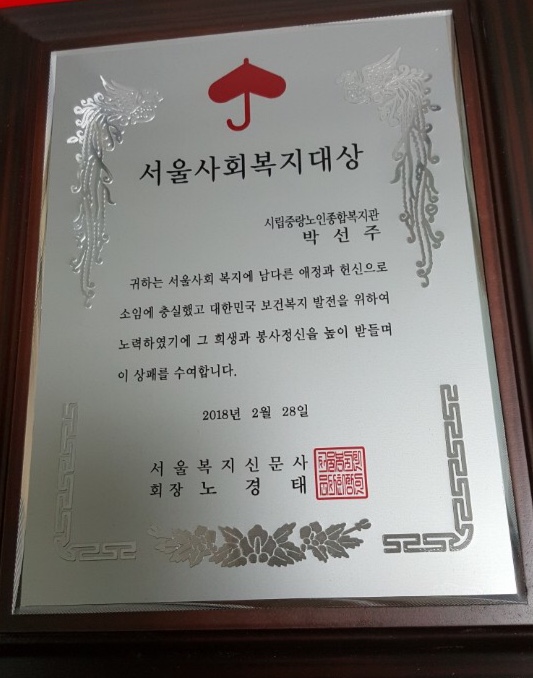 서울사회복지대상
시립중랑노인종합복지관
박선주
귀하는 서울사회 복지에 남다른 애정과 헌신으로
소임에 충실했고 대한민국 보건복지 발전을 위하여
노력하였기에 그 희생과 봉사정신을 높이 받들며
이 상패를 수여합니다.
2018년 2월 28일
서울복지신문사
회장 노경태